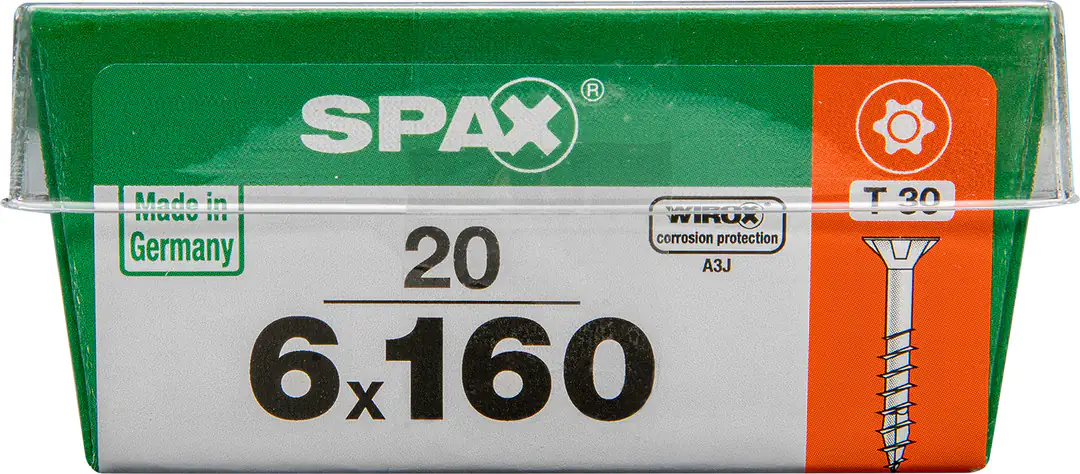 SPAX®
Made in
Germany
20
6x160
WIROX®
corrosion protection
A3J
T 30